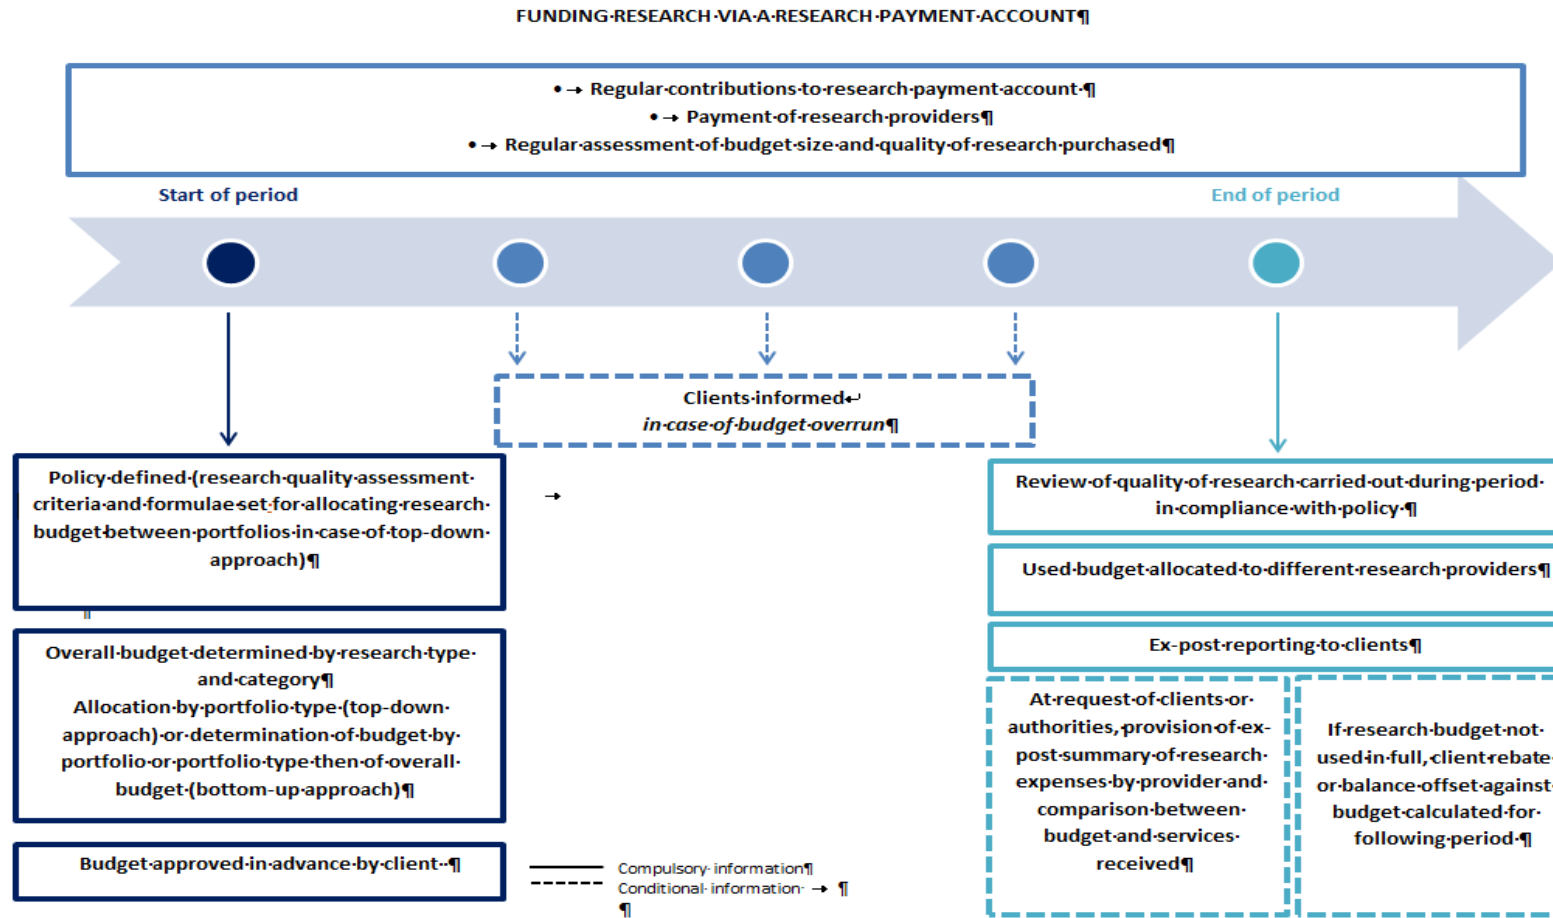 FUNDING·RESEARCH·VIA·A·RESEARCH·PAYMENT·ACCOUNT¶
•→Regular·contributions·to·research·payment·account·¶
•→Payment·of·research·providers¶
•→Regular·assessment·of·budget·size·and·quality·of·research·purchased¶
Start of period
End of period
Clients·informed↵
in·case·of·budget·overrun¶
Policy·defined·(research·quality·assessment·
criteria·and·formulae·set·for·allocating·research·
budget·between·portfolios·in·case·of·top-down·
approach)¶
→
¶
Overall·budget·determined·by·research·type·
and·category¶
Allocation·by·portfolio·type·(top-down·
approach)·or·determination·of·budget·by·
portfolio·or·portfolio·type·then·of·overall·
budget·(bottom-up·approach)¶
Budget·approved·in·advance·by·client··¶
Compulsory·information¶
Conditional·information·→¶
¶
Review·of·quality·of·research·carried·out·during·period·
in·compliance·with·policy·¶
Used·budget·allocated·to·different·research·providers¶
Ex-post·reporting·to·clients¶
At·request·of·clients·or·
authorities,·provision·of·ex-
post·summary·of·research·
expenses·by·provider·and·
comparison·between·
budget·and·services·
received¶
If·research·budget·not·
used·in·full,·client·rebate·
or·balance·offset·against·
budget·calculated·for·
following·period·¶